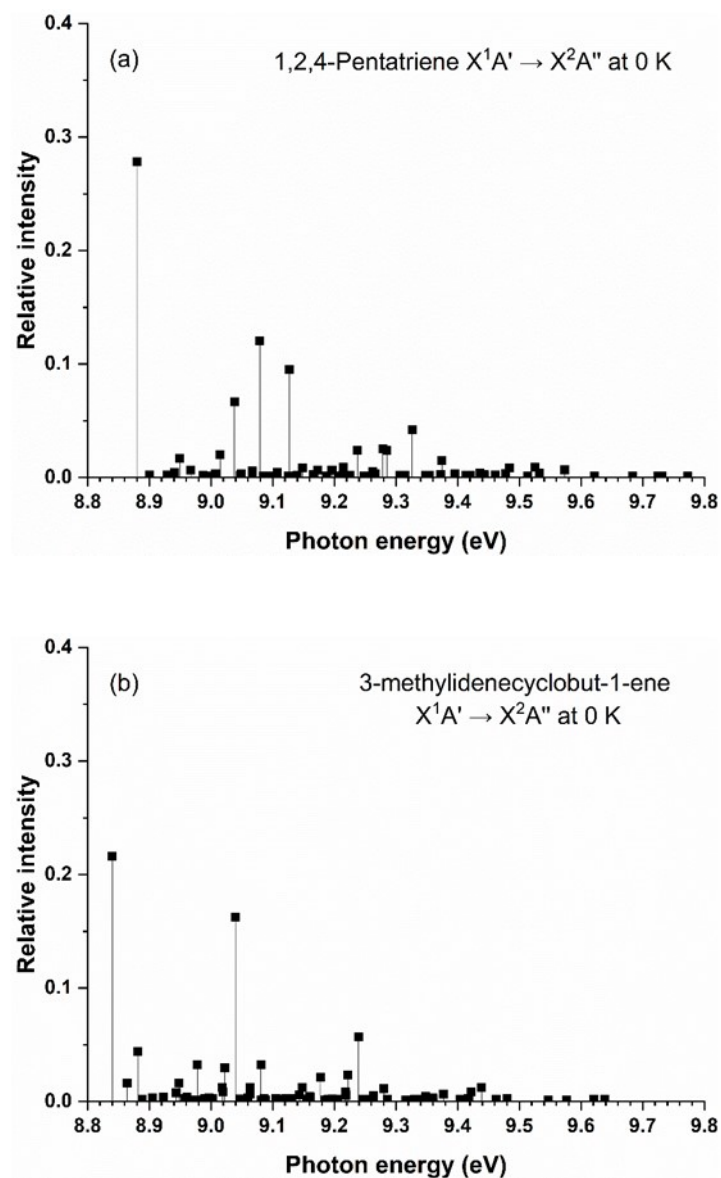 0.4
(a)
1,2,4-Pentatriene X¹A' → X²A" at 0 K
0.3
Relative intensity
0.2
0.1
0.0
8.8 8.9 9.0 9.1 9.2 9.3 9.4 9.5 9.6 9.7 9.8
Photon energy (eV)
0.4
(b)
3-methylidenecyclobut-1-ene
X¹A' → X²A" at 0 K
0.3
Relative intensity
0.2
0.1
0.0
8.8 8.9 9.0 9.1 9.2 9.3 9.4 9.5 9.6 9.7 9.8
Photon energy (eV)